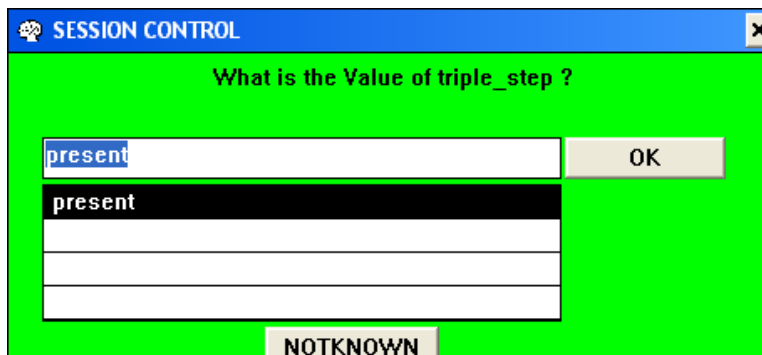 SESSION CONTROL
What is the Value of triple_step ?
present
OK
present
NOTKNOWN